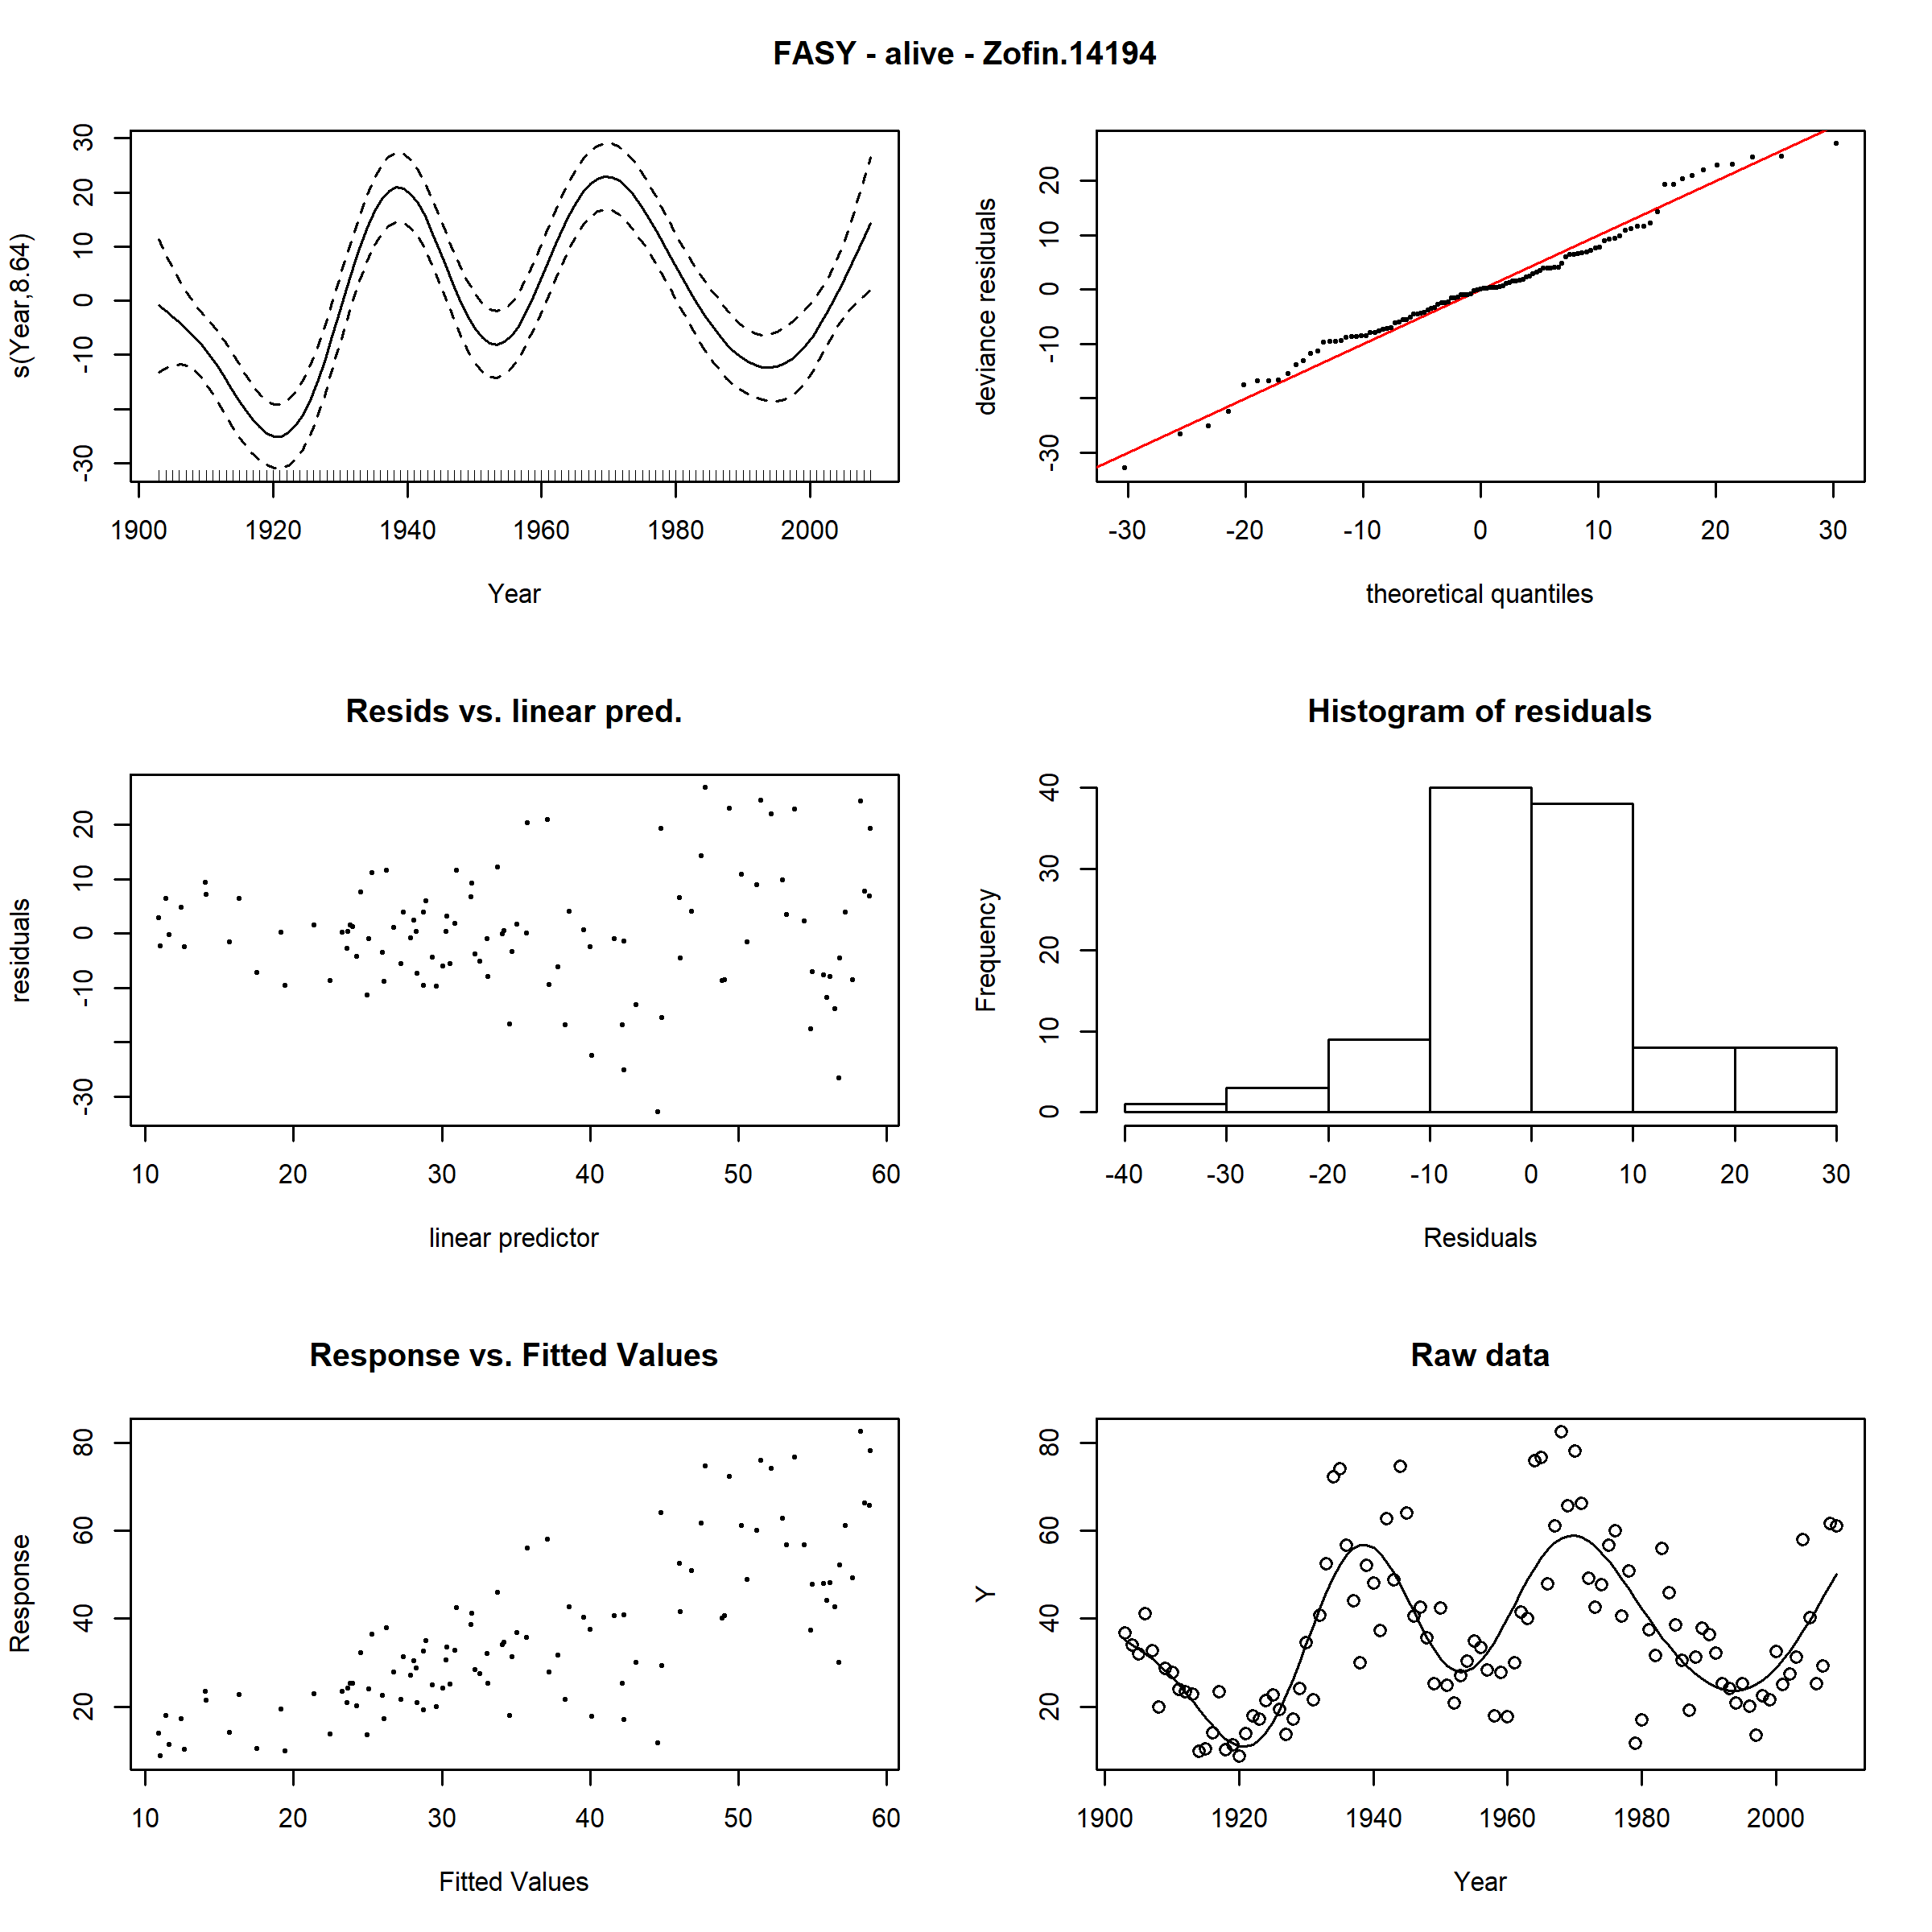 FASY - alive - Zofin.14194
s(Year,8.64)
30
20
10
0
-10
-30
1900 1920 1940 1960 1980 2000
Year
deviance residuals
20
10
0
-10
-30
-30 -20 -10 0 10 20 30
theoretical quantiles
Resids vs. linear pred.
residuals
20
10
0
-10
-30
10 20 30 40 50 60
linear predictor
Histogram of residuals
Frequency
40
30
20
10
0
-40 -30 -20 -10 0 10 20 30
Residuals
Response vs. Fitted Values
Response
80
60
40
20
10 20 30 40 50 60
Fitted Values
Raw data
Y
80
60
40
20
1900 1920 1940 1960 1980 2000
Year